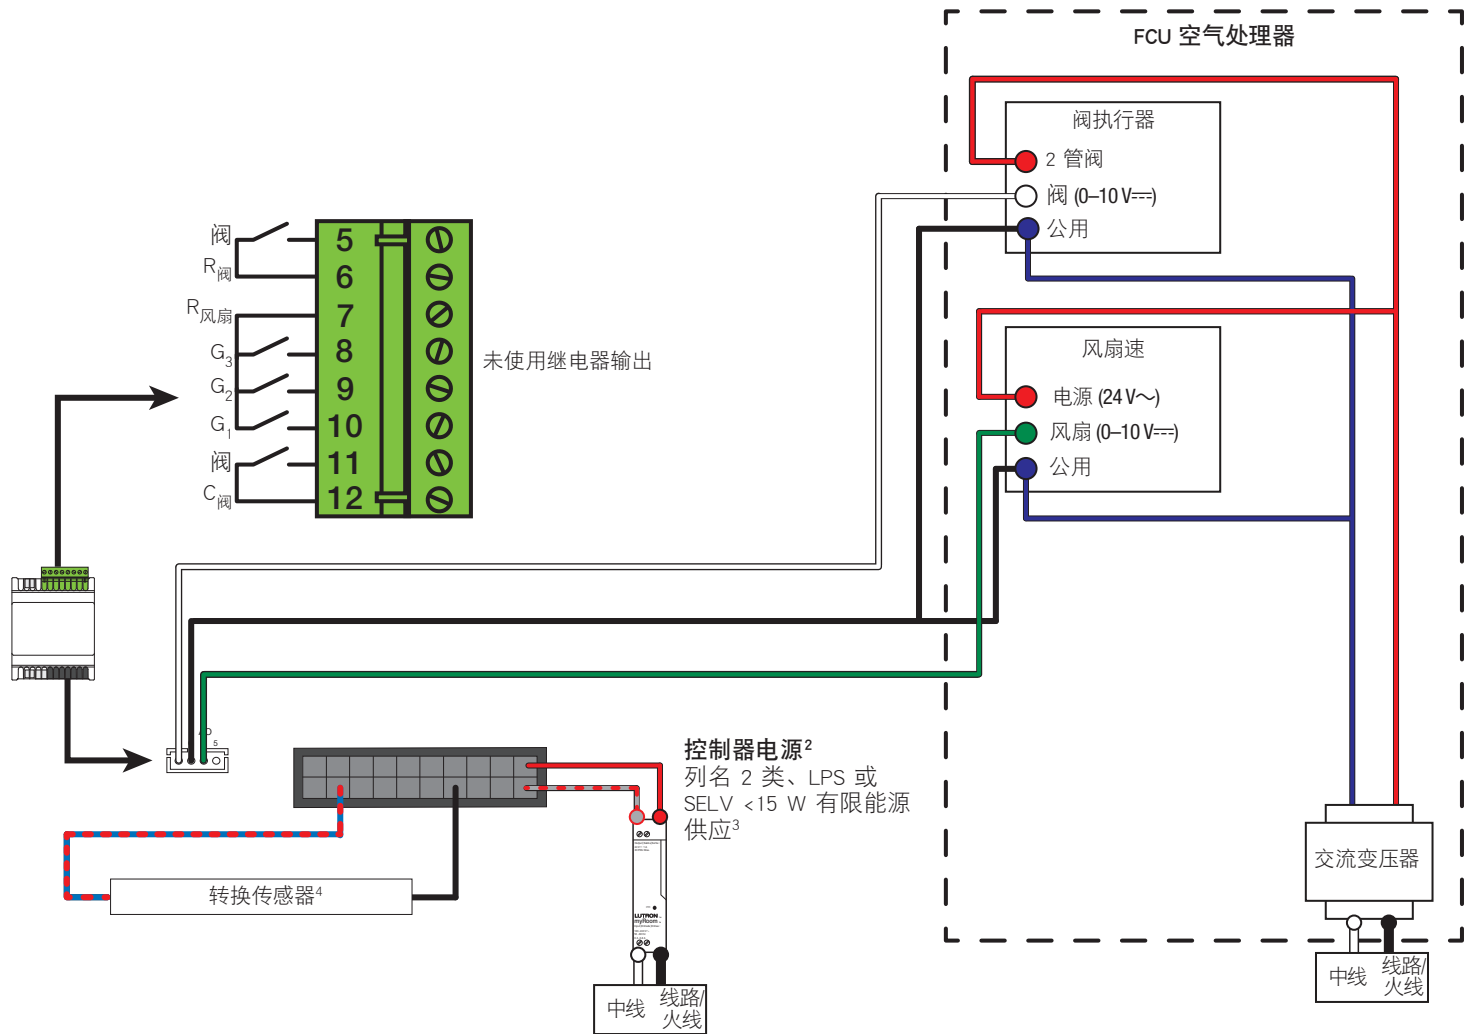 FCU 空气处理器
阀执行器
2 管阀
阀 (0–10 V⎓)
公用
风扇速
电源 (24 V～)
风扇 (0–10 V⎓)
公用
阀
R阀
R风扇
G3
G2
G1
阀
C阀
5
6
7
8
9
10
11
12
未使用继电器输出
5
控制器电源²
列名 2 类、LPS 或
SELV <15 W 有限能源
供应³
转换传感器⁴
LUTRON
myRoom
中线
线路/
火线
交流变压器
中线
线路/
火线